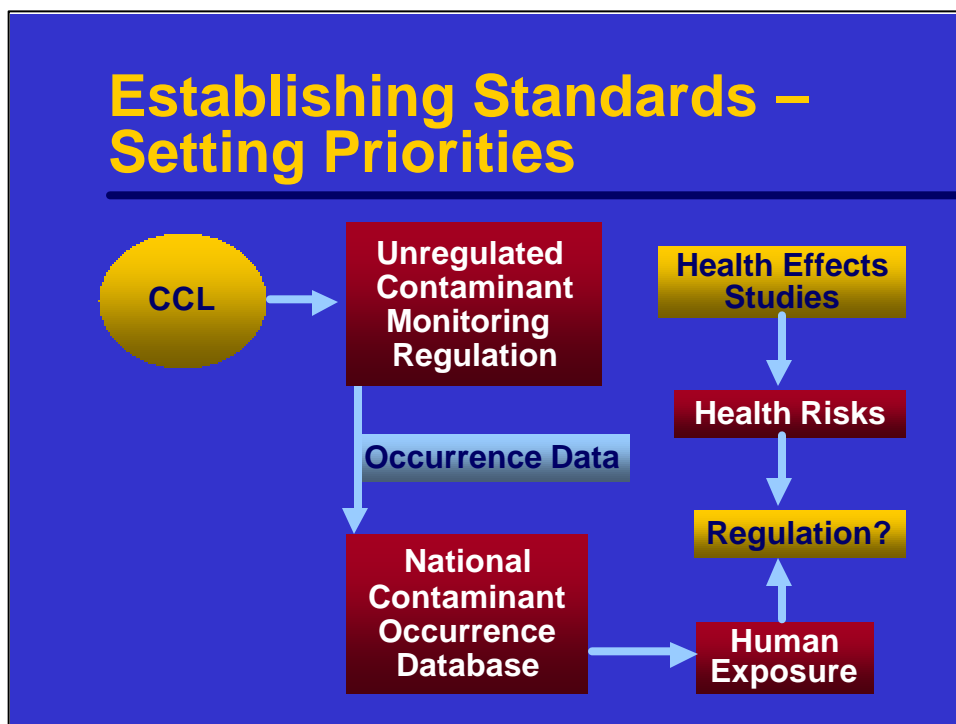 Establishing Standards –
Setting Priorities
CCL
Unregulated
Contaminant
Monitoring
Regulation
Health Effects
Studies
Health Risks
Occurrence Data
Regulation?
National
Contaminant
Occurrence
Database
Human
Exposure